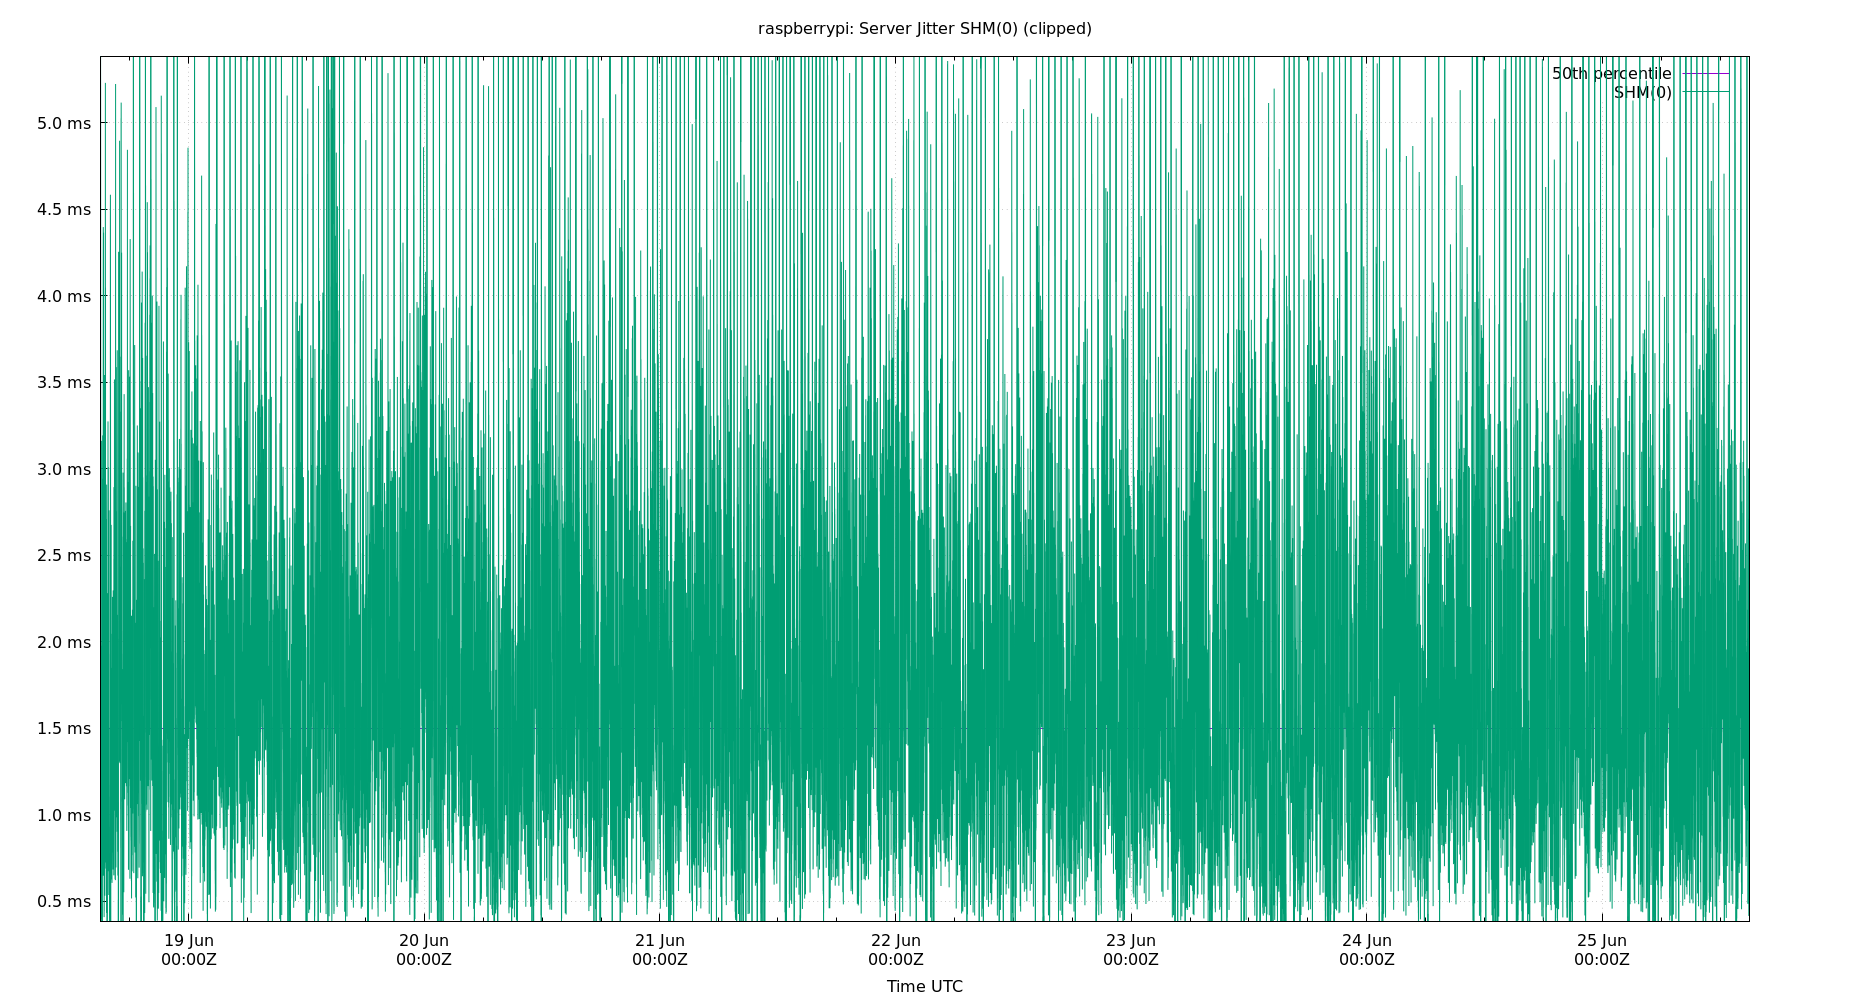 raspberrypi: Server Jitter SHM(0) (clipped)
50th percentile
SHM(0)
5.0 ms
4.5 ms
4.0 ms
3.5 ms
3.0 ms
2.5 ms
2.0 ms
1.5 ms
1.0 ms
0.5 ms
19 Jun 20 Jun 21 Jun 22 Jun 23 Jun 24 Jun 25 Jun
00:00Z 00:00Z 00:00Z 00:00Z 00:00Z 00:00Z 00:00Z
Time UTC